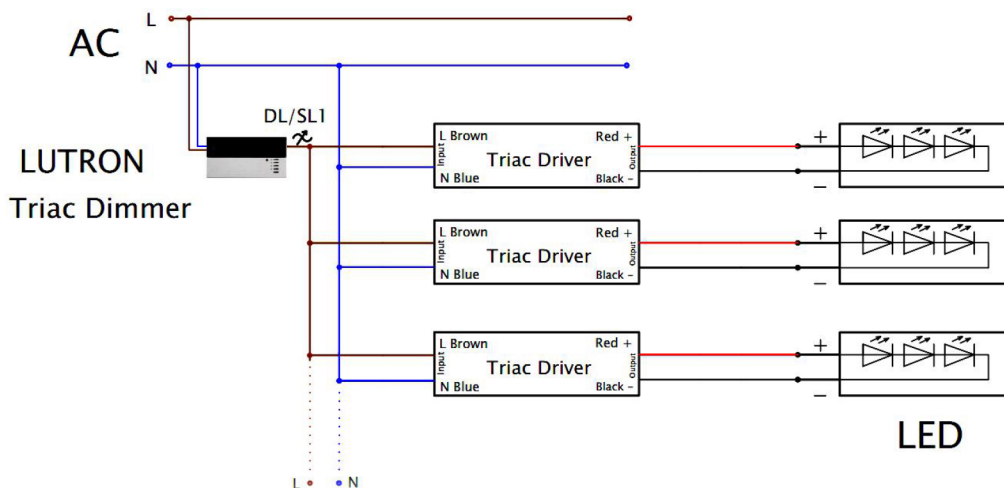 L
AC
N
DL/SL1
LUTRON
Triac Dimmer
L Brown
Input
N Blue
Triac Driver
Red +
Output
Black -
+
−
L Brown
Input
N Blue
Triac Driver
Red +
Output
Black -
+
−
L Brown
Input
N Blue
Triac Driver
Red +
Output
Black -
+
−
LED
L
N